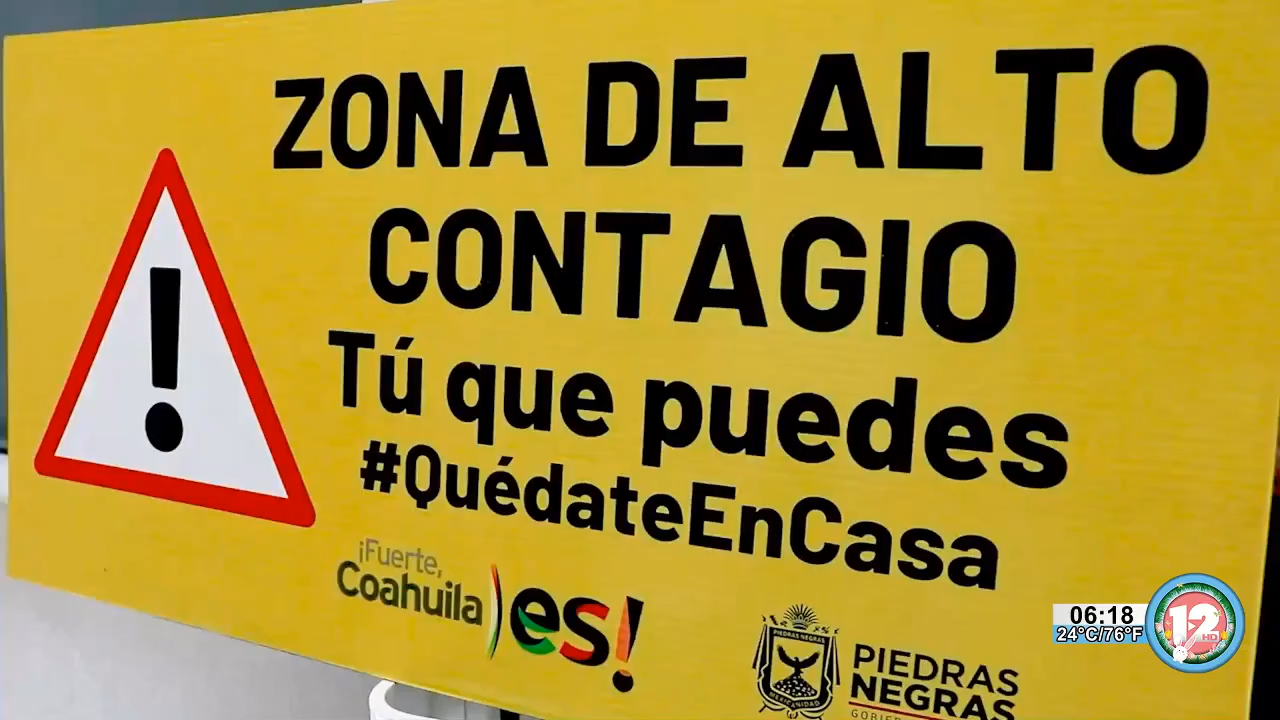 ZONA DE ALTO
CONTAGIO
Tú que puedes
#QuédateEnCasa
¡Fuerte,
Coahuila es!
PIEDRAS NEGRAS
MEXICANIDAD
PIEDRAS
NEGRAS
06:18
24°C/76°F
12
HD